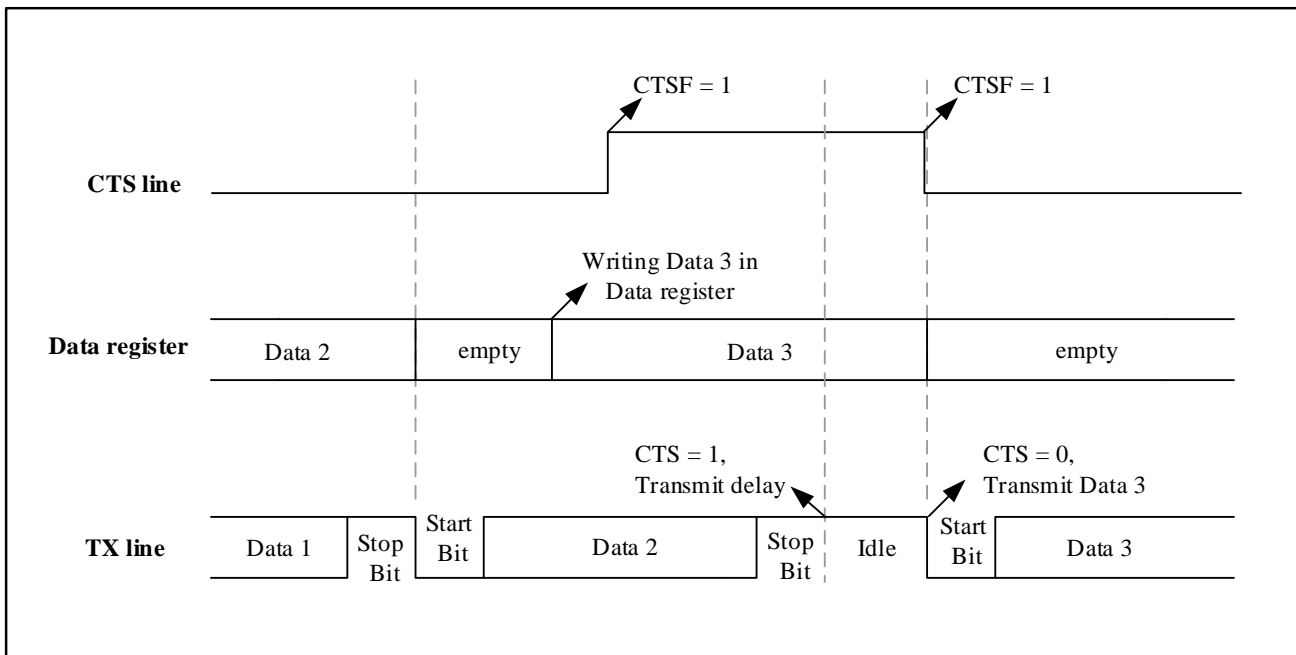 CTSF = 1
CTSF = 1
CTS line
Writing Data 3 in
Data register
Data register
Data 2
empty
Data 3
empty
CTS = 1,
Transmit delay
CTS = 0,
Transmit Data 3
TX line
Data 1
Stop
Bit
Start
Bit
Data 2
Stop
Bit
Idle
Start
Bit
Data 3